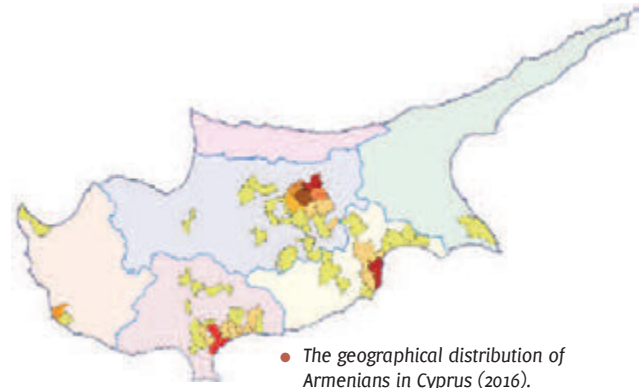 ● The geographical distribution of
Armenians in Cyprus (2016).